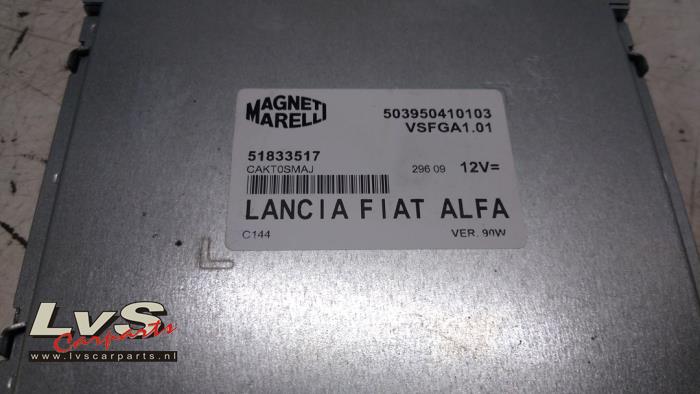 MAGNETI
MARELLI
503950410103
VSFGA1.01
51833517
CAKT0SMAJ
296 09 12V=
LANCIA FIAT ALFA
C144
VER. 90W
L
LvS
Carparts
www.lvscarparts.nl